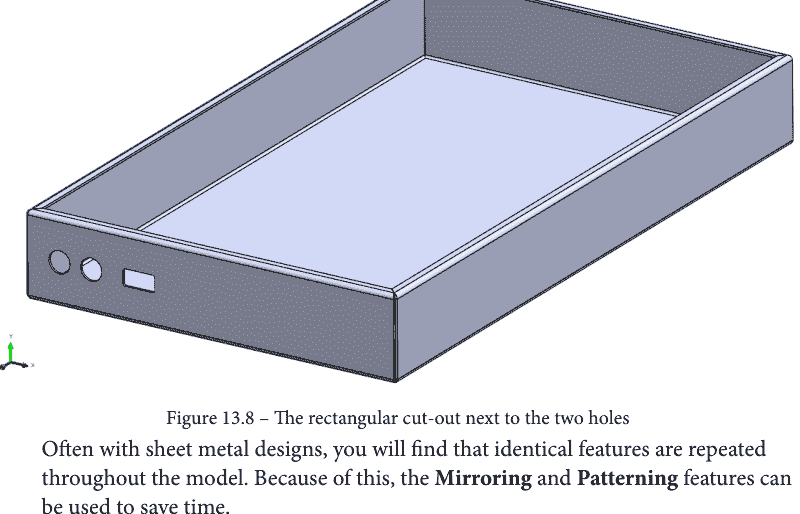 Y
X
Figure 13.8 – The rectangular cut-out next to the two holes
Often with sheet metal designs, you will find that identical features are repeated
throughout the model. Because of this, the Mirroring and Patterning features can
be used to save time.